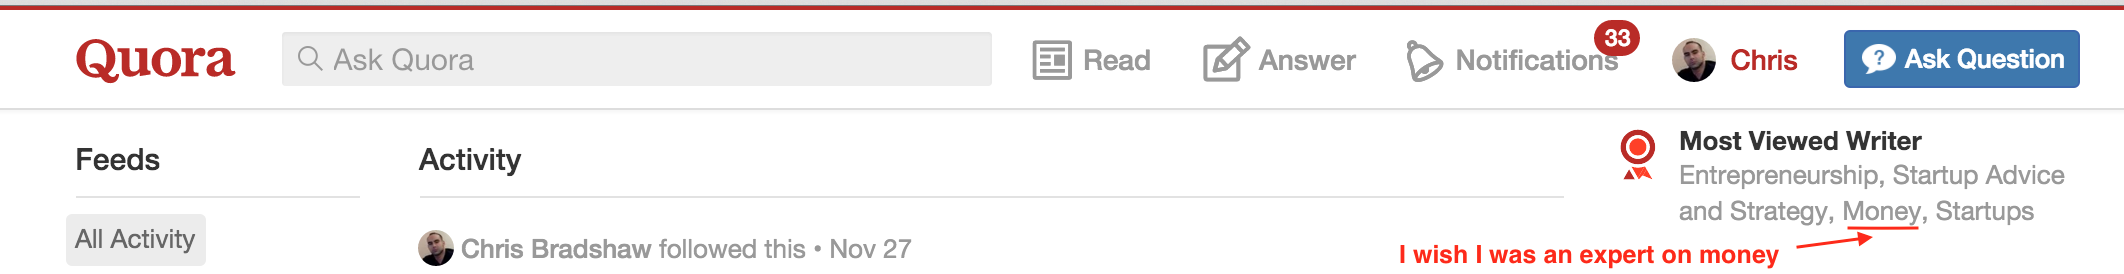 Quora
Ask Quora
Read
Answer
Notifications
33
Chris
? Ask Question
Feeds
All Activity
Activity
Chris Bradshaw followed this • Nov 27
Most Viewed Writer
Entrepreneurship, Startup Advice
and Strategy, Money, Startups
I wish I was an expert on money